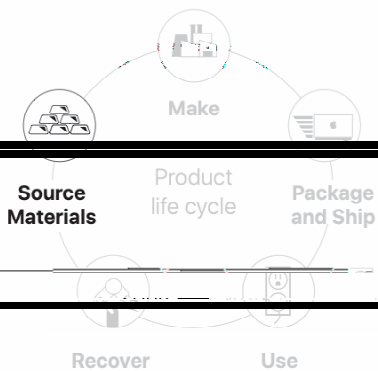 Make
Product
life cycle
Source
Materials
Package
and Ship
Recover
Use